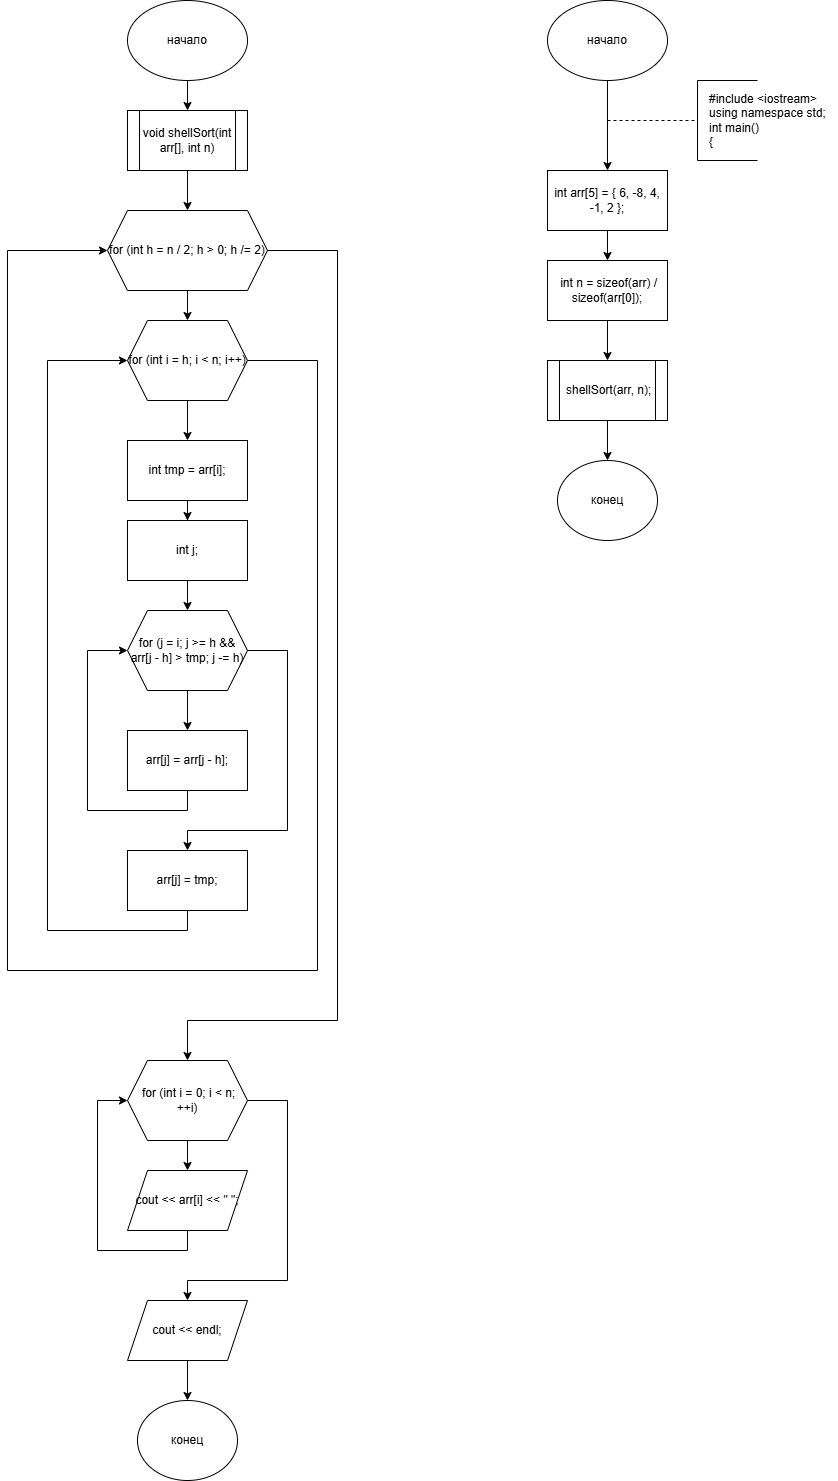 начало
void shellSort(int
arr[], int n)
for (int h = n / 2; h > 0; h /= 2)
for (int i = h; i < n; i++)
int tmp = arr[i];
int j;
for (j = i; j >= h &&
arr[j - h] > tmp; j -= h)
arr[j] = arr[j - h];
arr[j] = tmp;
for (int i = 0; i < n;
++i)
cout << arr[i] << " ";
cout << endl;
конец
начало
#include <iostream>
using namespace std;
int main()
{
int arr[5] = { 6, -8, 4,
-1, 2 };
int n = sizeof(arr) /
sizeof(arr[0]);
shellSort(arr, n);
конец